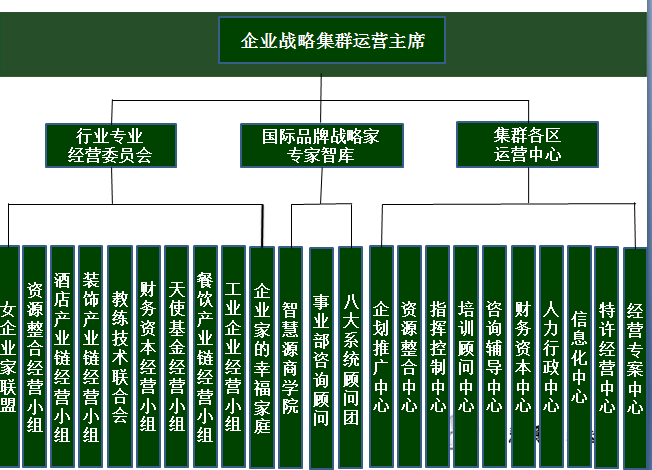 企业战略集群运营主席
行业专业
经营委员会
国际品牌战略家
专家智库
集群各区
运营中心
女企业家联盟
资源整合经营小组
酒店产业链经营小组
装饰产业链经营小组
教练技术联合会
财务资本经营小组
天使基金经营小组
餐饮产业链经营小组
工业企业经营小组
企业家的幸福家庭
智慧源商学院
事业部咨询顾问
八大系统顾问团
企划推广中心
资源整合中心
指挥控制中心
培训顾问中心
咨询辅导中心
财务资本中心
人力行政中心
信息化中心
特许经营中心
经营专案中心